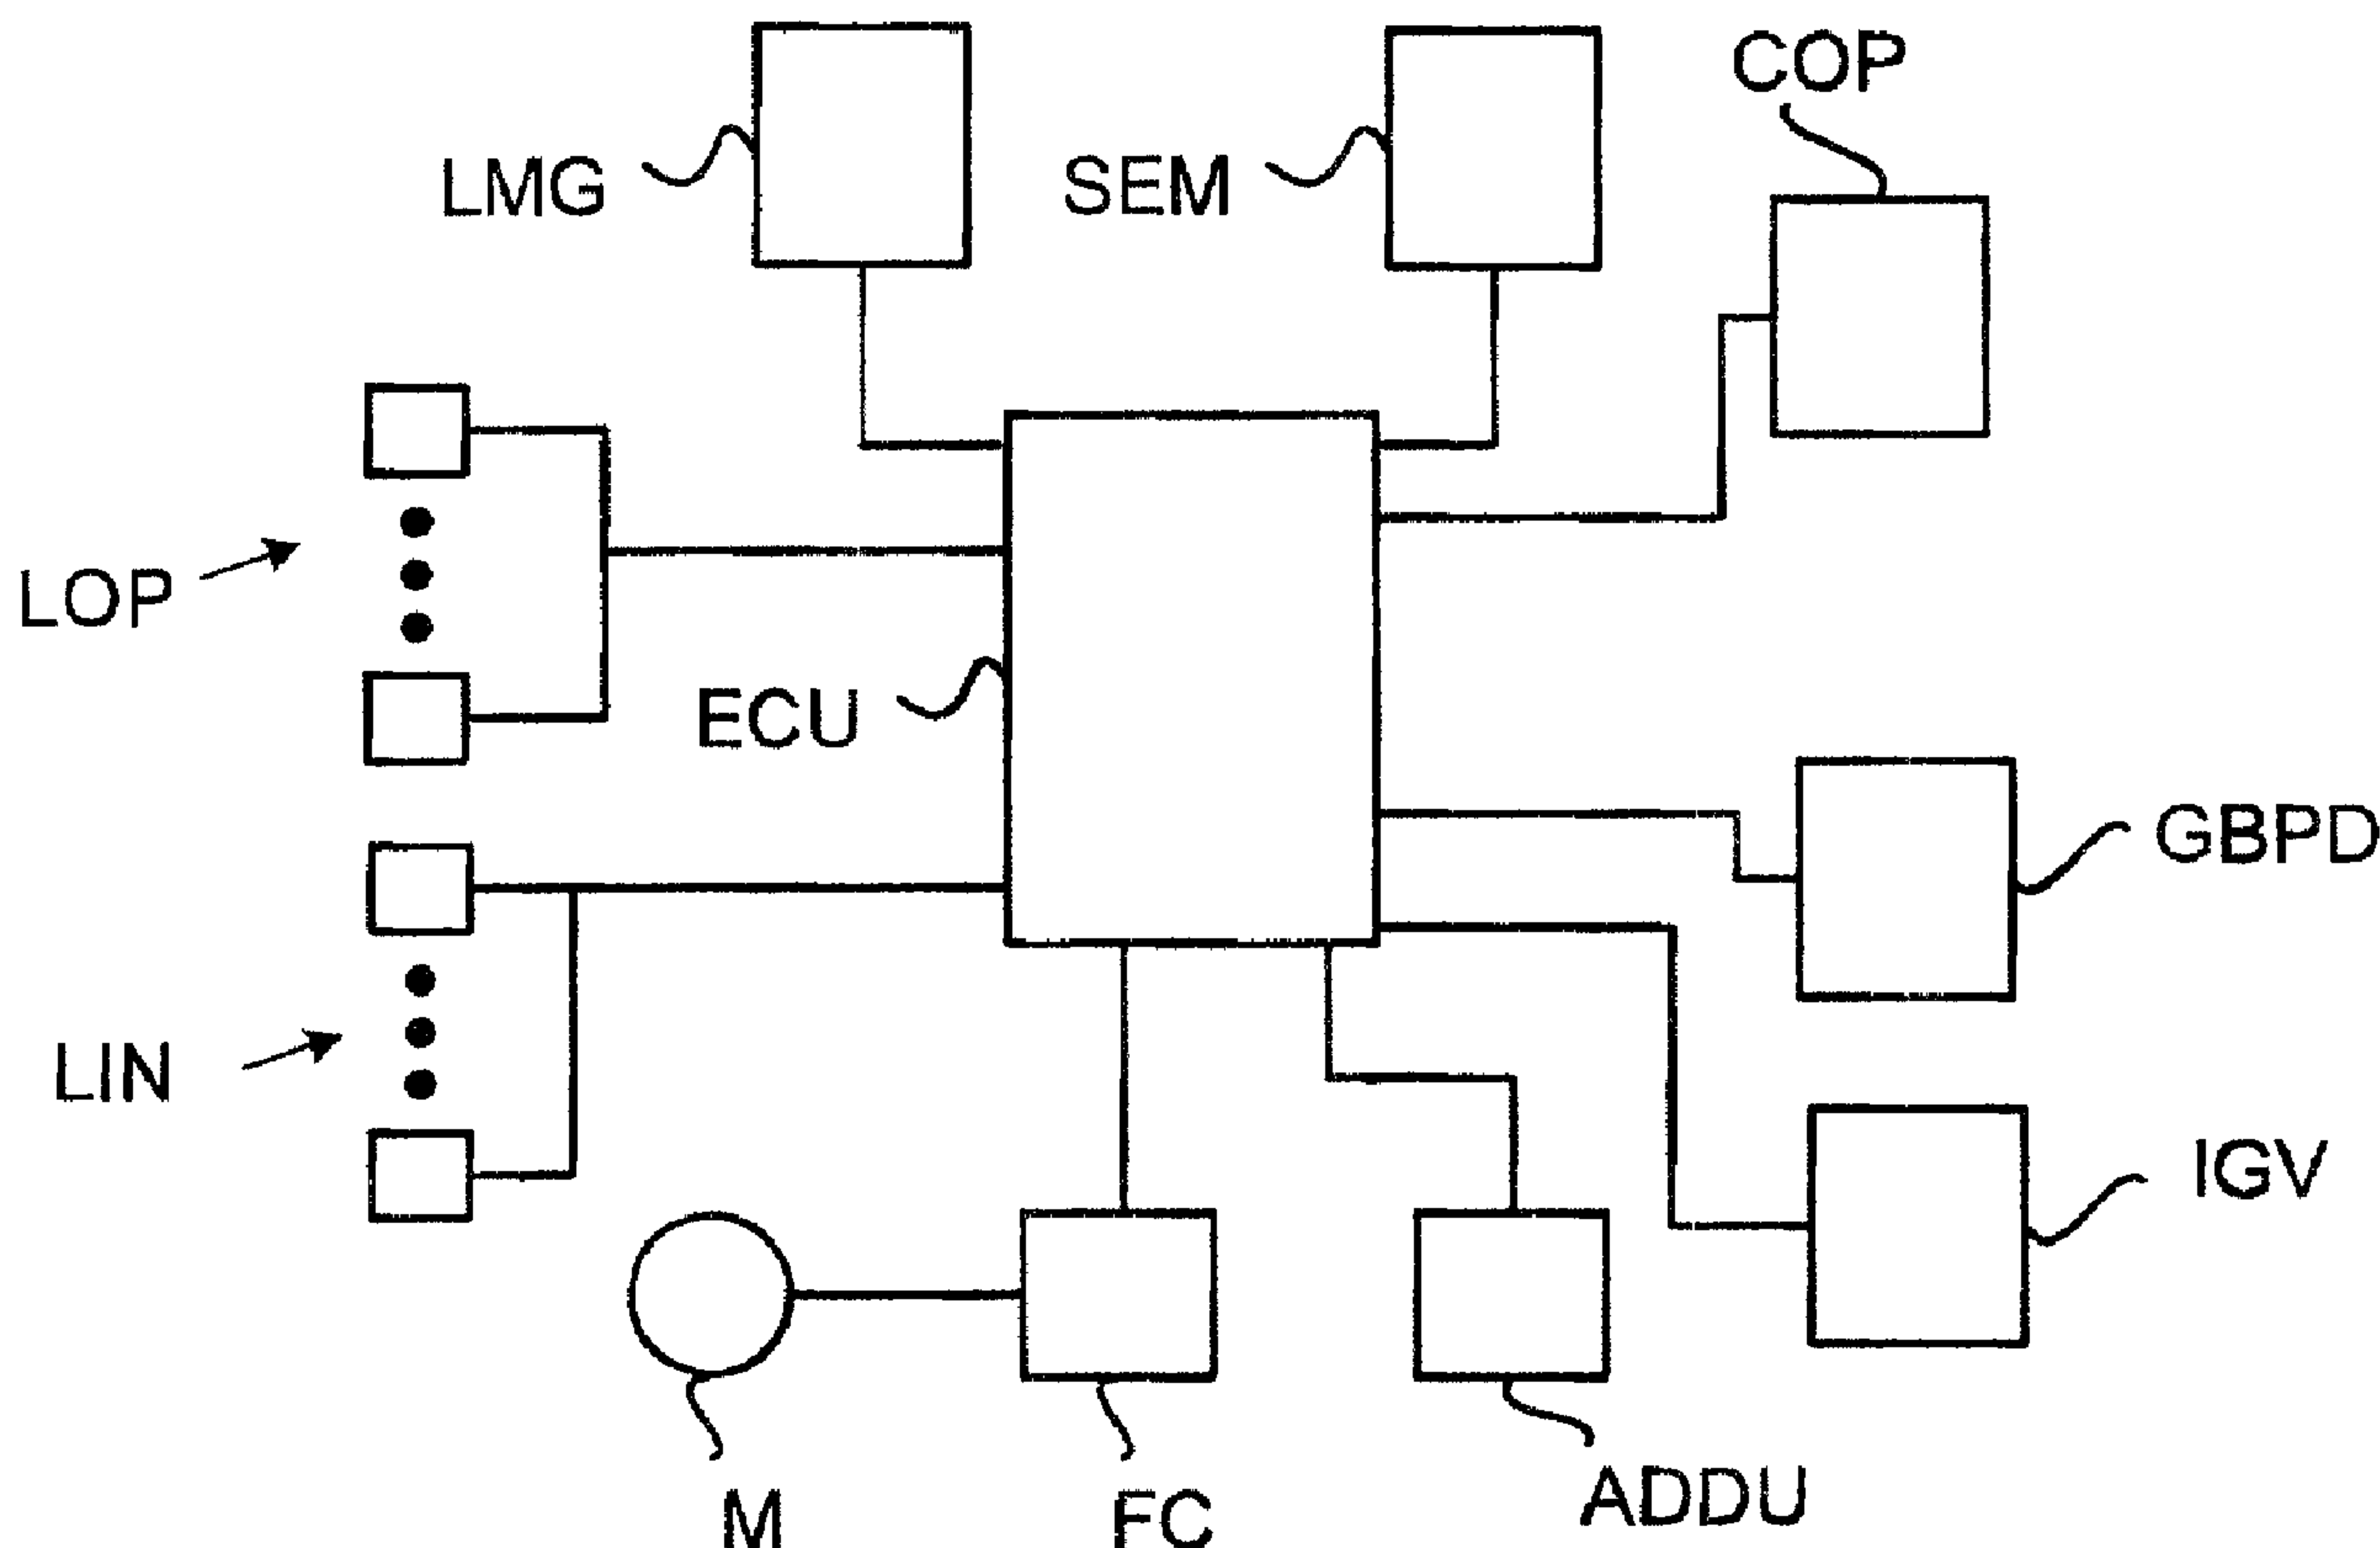 COP
LMG
SEM
LOP
ECU
GBPD
LIN
IGV
M
FC
ADDU